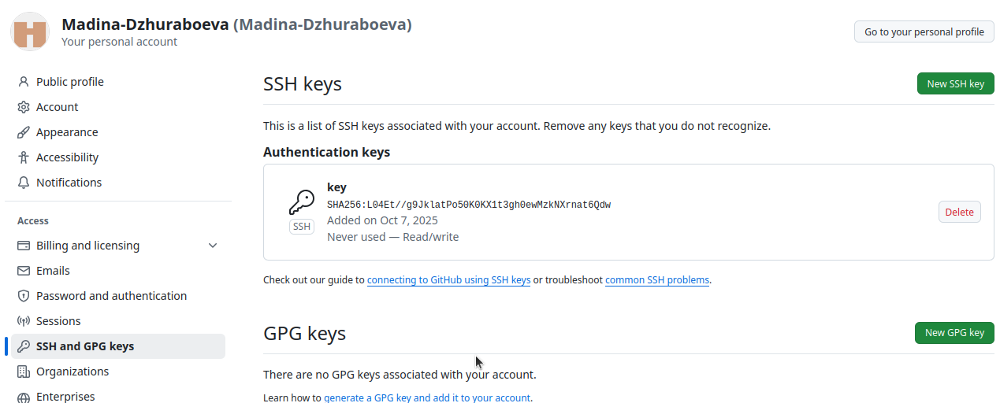 Madina-Dzhuraboeva (Madina-Dzhuraboeva)
Your personal account
Go to your personal profile
Public profile
Account
Appearance
Accessibility
Notifications
Access
Billing and licensing
Emails
Password and authentication
Sessions
SSH and GPG keys
Organizations
Enterprises
SSH keys
New SSH key
This is a list of SSH keys associated with your account. Remove any keys that you do not recognize.
Authentication keys
key
SHA256:L04Et//g9JklatPo50K0KX1t3gh0ewMzkNXrnat6Qdw
Added on Oct 7, 2025
Never used — Read/write
SSH
Delete
Check out our guide to connecting to GitHub using SSH keys or troubleshoot common SSH problems.
GPG keys
New GPG key
There are no GPG keys associated with your account.
Learn how to generate a GPG key and add it to your account.